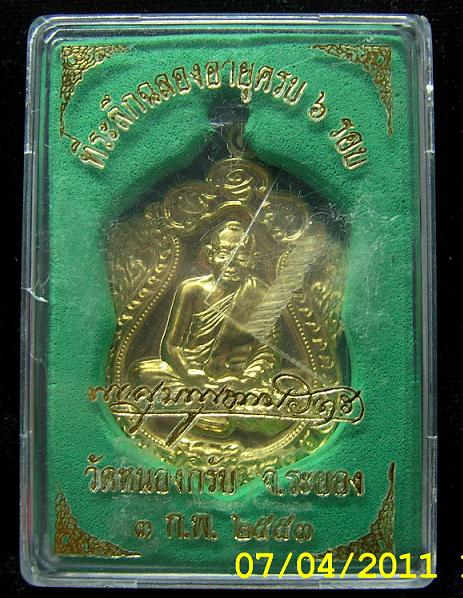 ที่ระลึกฉลองอายุครบ ๖ รอบ
วัดหนองกรับ จ.ระยอง
๓ ก.พ. ๒๕๕๓
07/04/2011